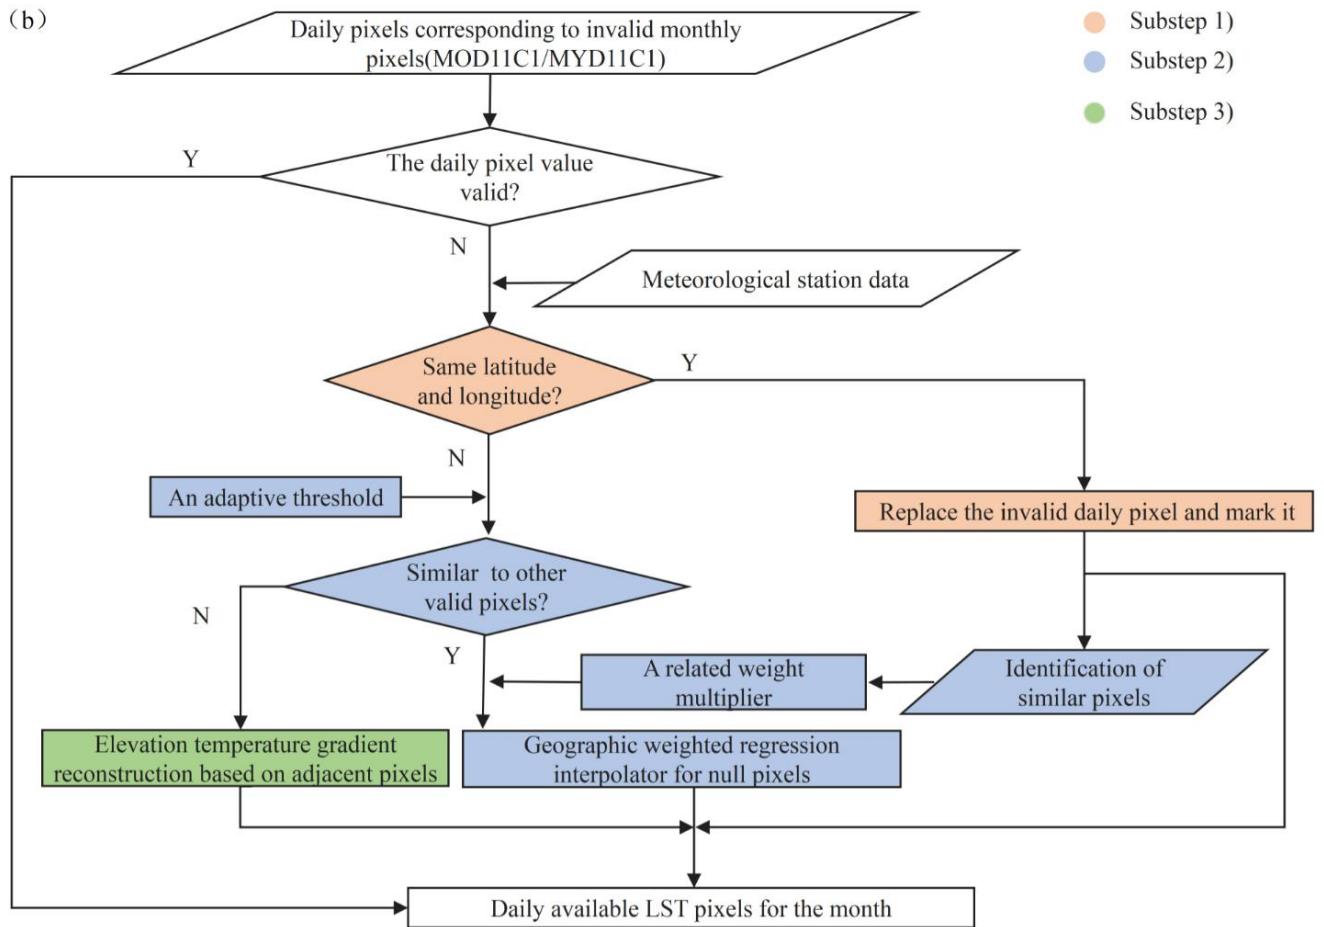 (b)
Daily pixels corresponding to invalid monthly
pixels(MOD11C1/MYD11C1)
Substep 1)
Substep 2)
Substep 3)
Y
The daily pixel value
valid?
N
Meteorological station data
Same latitude
and longitude?
Y
N
An adaptive threshold
Replace the invalid daily pixel and mark it
Similar to other
valid pixels?
N
Y
A related weight
multiplier
Identification of
similar pixels
Elevation temperature gradient
reconstruction based on adjacent pixels
Geographic weighted regression
interpolator for null pixels
Daily available LST pixels for the month